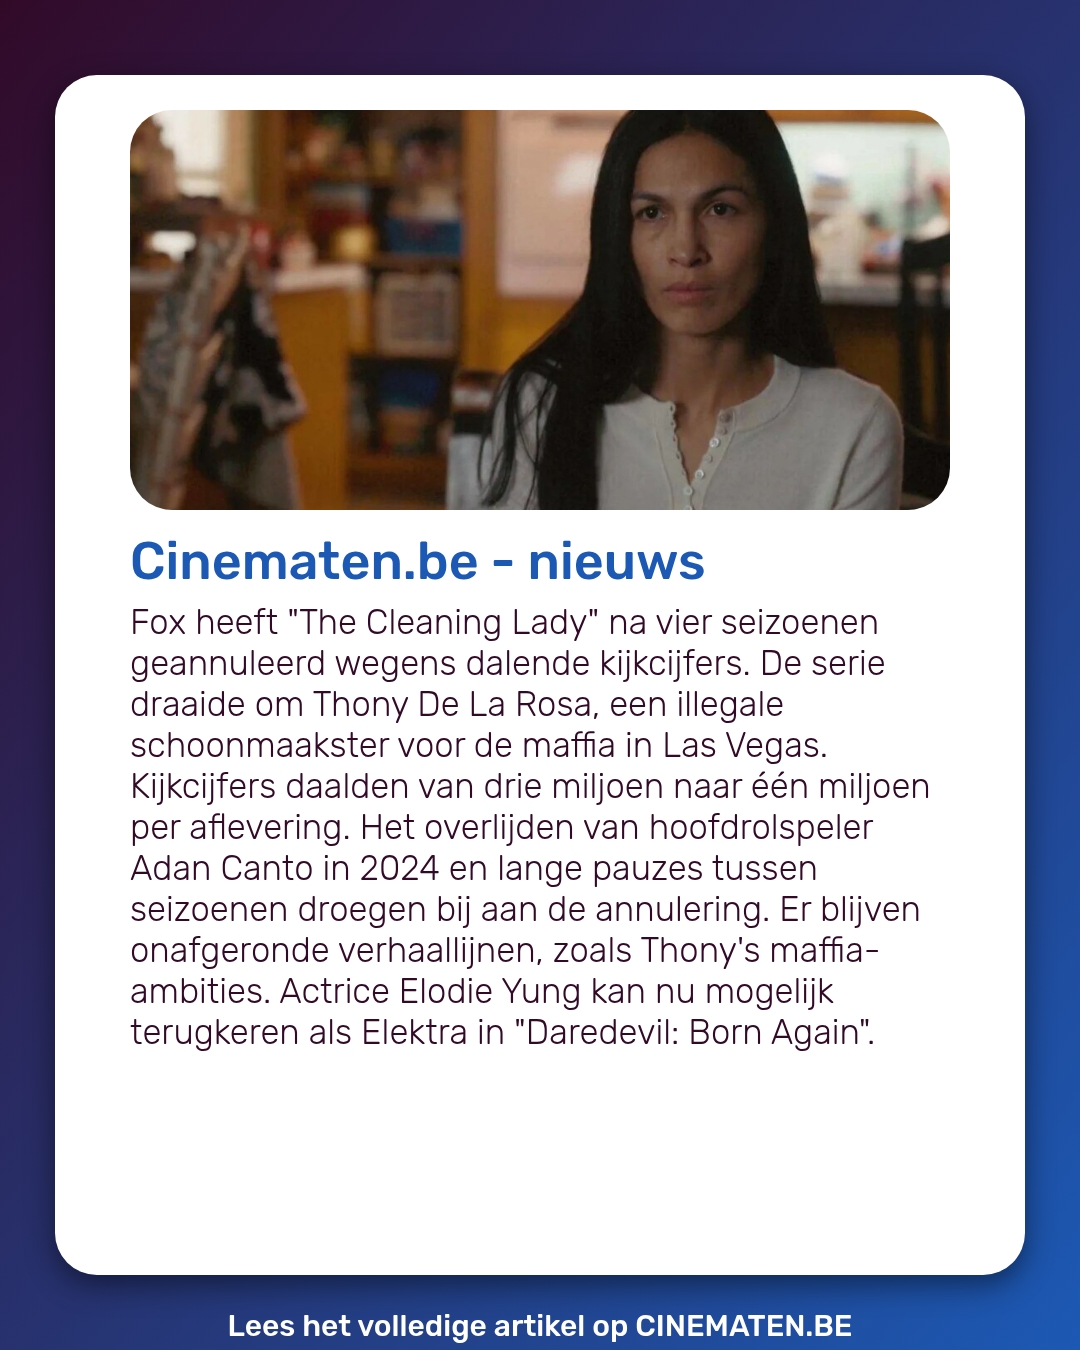 Cinematen.be - nieuws
Fox heeft "The Cleaning Lady" na vier seizoenen
geannuleerd wegens dalende kijkcijfers. De serie
draaide om Thony De La Rosa, een illegale
schoonmaakster voor de maffia in Las Vegas.
Kijkcijfers daalden van drie miljoen naar één miljoen
per aflevering. Het overlijden van hoofdrolspeler
Adan Canto in 2024 en lange pauzes tussen
seizoenen droegen bij aan de annulering. Er blijven
onafgeronde verhaallijnen, zoals Thony's maffia-
ambities. Actrice Elodie Yung kan nu mogelijk
terugkeren als Elektra in "Daredevil: Born Again".
Lees het volledige artikel op CINEMATEN.BE